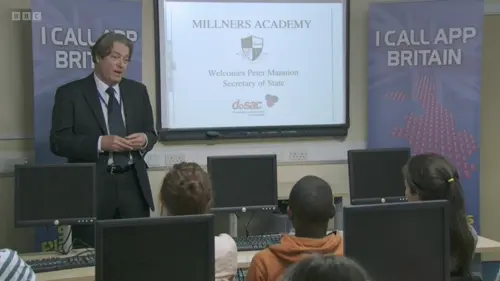 BBC
I CALL APP
BRITAIN
MILLNERS ACADEMY
M
Welcomes Peter Mannion
Secretary of State
dosac
I CALL APP
BRITAIN